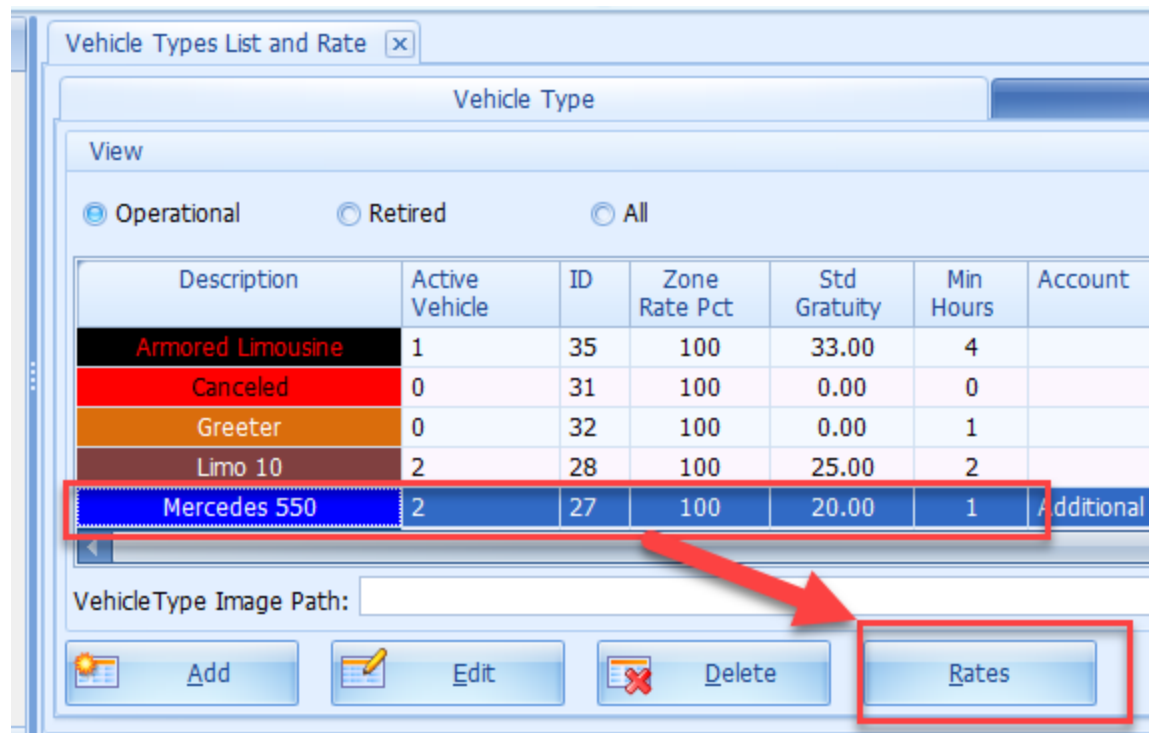 Vehicle Types List and Rate
Vehicle Type
View
Operational Retired All
Description Active Vehicle ID Zone Rate Pct Std Gratuity Min Hours Account
Armored Limousine 1 35 100 33.00 4
Canceled 0 31 100 0.00 0
Greeter 0 32 100 0.00 1
Limo 10 2 28 100 25.00 2
Mercedes 550 2 27 100 20.00 1 Additional
VehicleType Image Path:
Add Edit Delete Rates